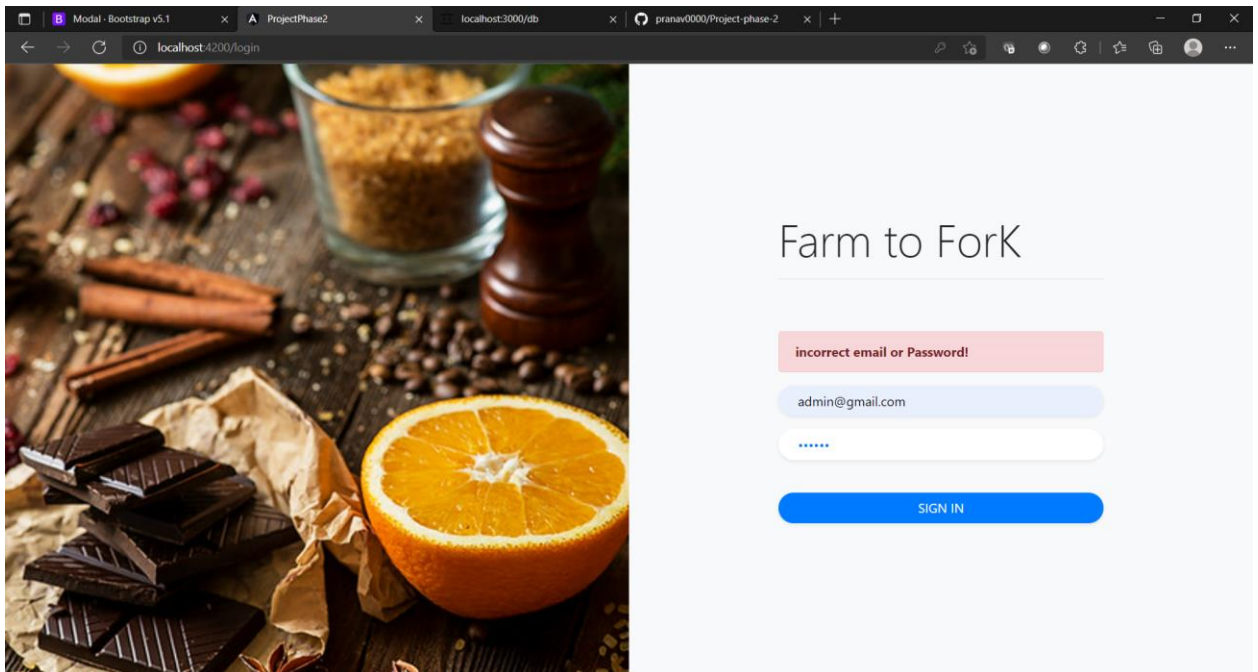 Modal · Bootstrap v5.1
ProjectPhase2
localhost:3000/db
pranav0000/Project-phase-2
localhost:4200/login
Farm to ForK
incorrect email or Password!
admin@gmail.com
SIGN IN